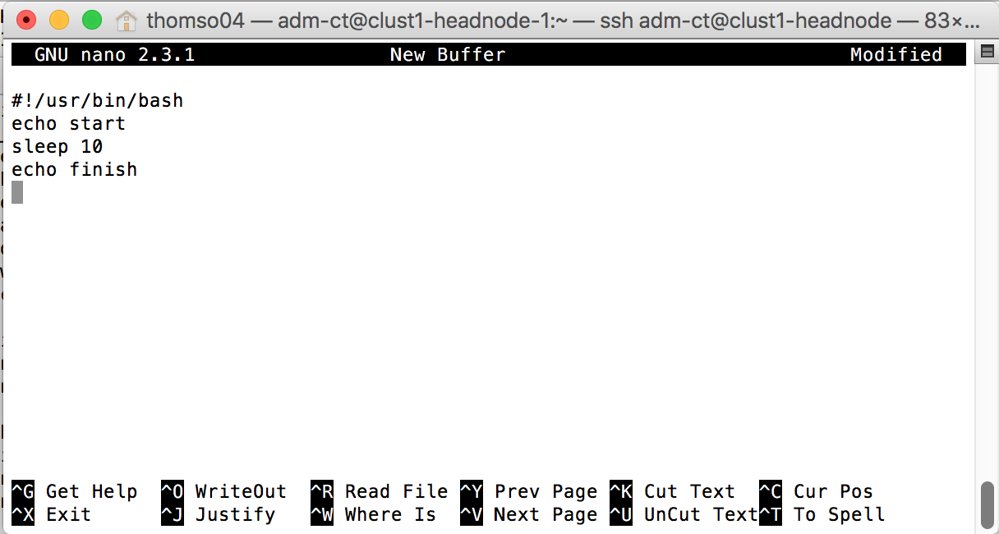 thomso04 — adm-ct@clust1-headnode-1:~ — ssh adm-ct@clust1-headnode — 83×...
GNU nano 2.3.1 New Buffer Modified
#!/usr/bin/bash
echo start
sleep 10
echo finish
^G Get Help ^O WriteOut ^R Read File ^Y Prev Page ^K Cut Text ^C Cur Pos
^X Exit ^J Justify ^W Where Is ^V Next Page ^U UnCut Text ^T To Spell